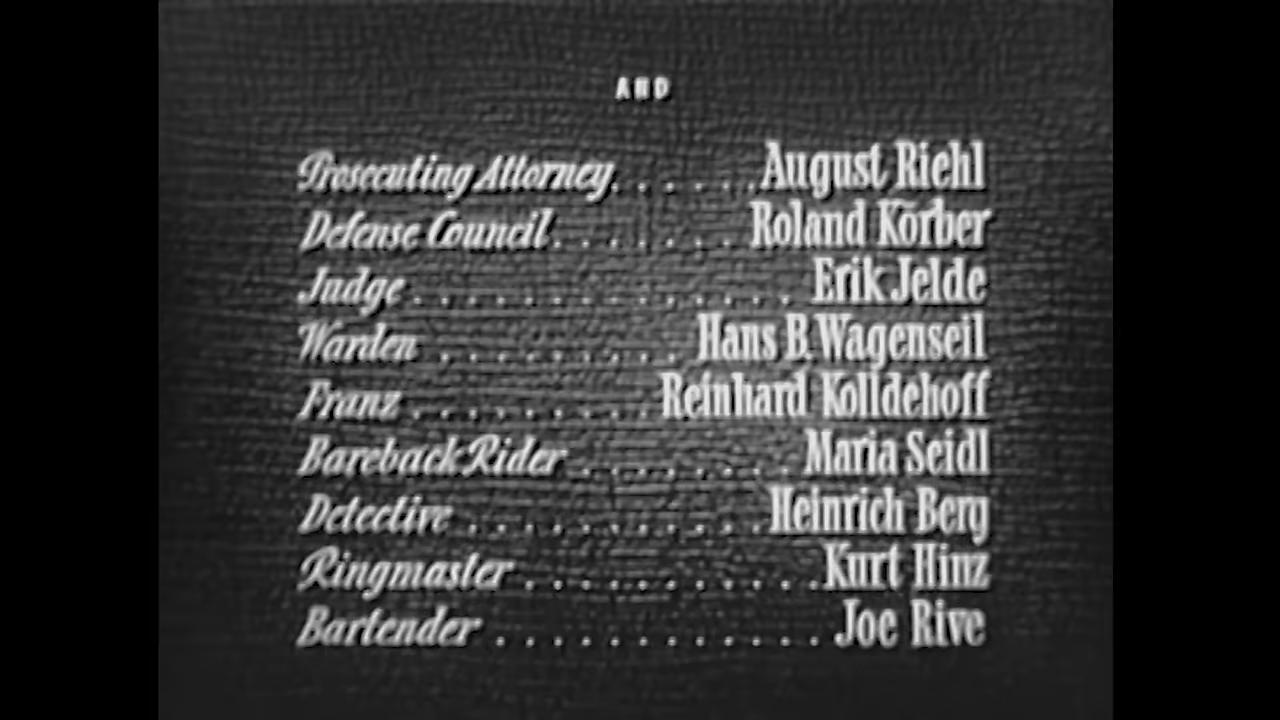 AND
Prosecuting Attorney. . . . . . August Riehl
Defense Council. . . . . . . Roland Körber
Judge . . . . . . . . . . . . . . Erik Jelde
Warden . . . . . . . . . Hans B. Wagenseil
Franz . . . . . . . . . Reinhard Kolldehoff
Bareback Rider . . . . . . . . Maria Seidl
Detective . . . . . . . . . . . Heinrich Berg
Ringmaster . . . . . . . . . . . Kurt Hinz
Bartender . . . . . . . . . . . . Joe Rive